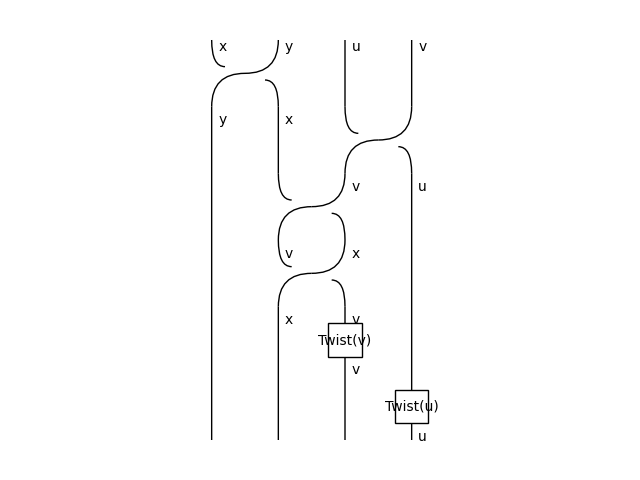 x y u v
y x
v u
v x
x v
Twist(v)
v
Twist(u)
u